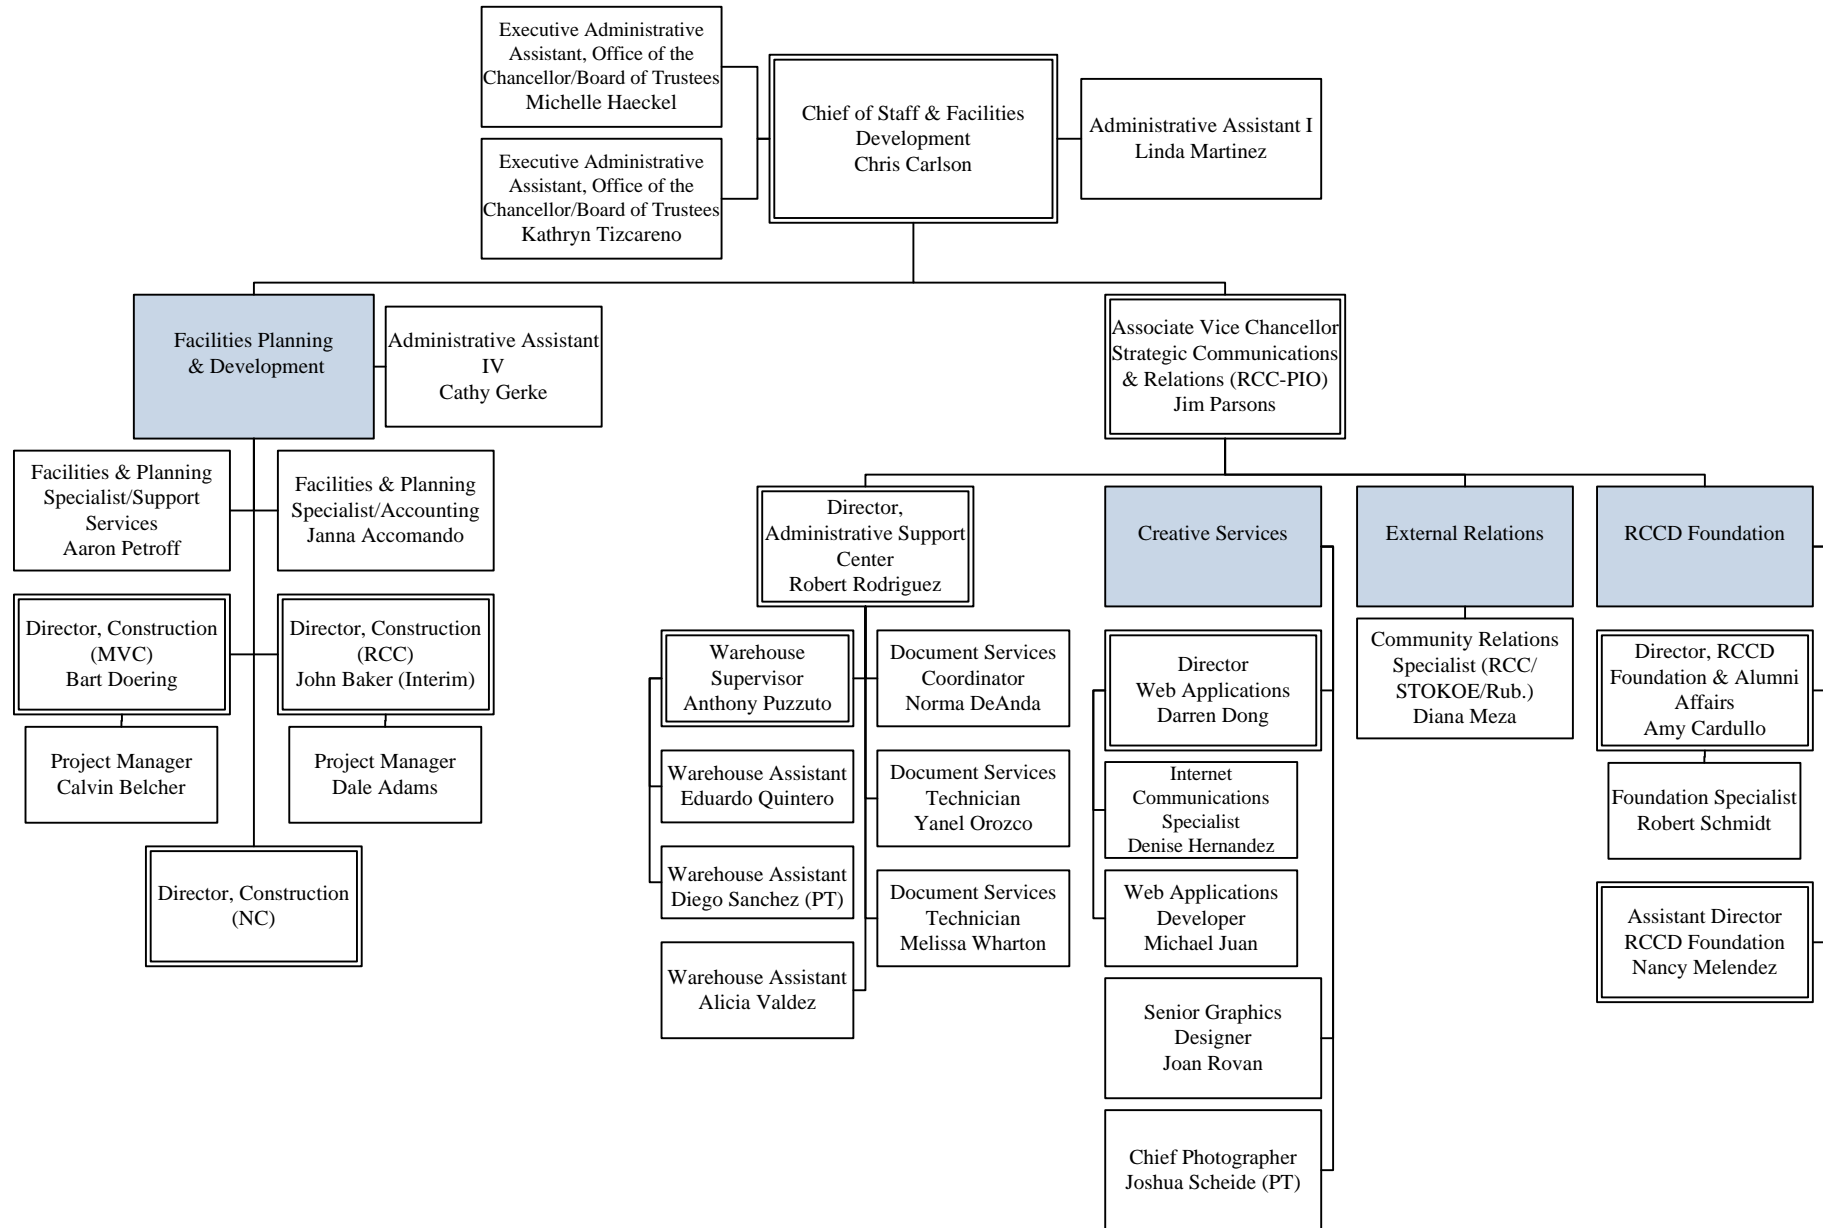 Executive Administrative
Assistant, Office of the
Chancellor/Board of Trustees
Michelle Haeckel
Executive Administrative
Assistant, Office of the
Chancellor/Board of Trustees
Kathryn Tizcareno
Chief of Staff & Facilities
Development
Chris Carlson
Administrative Assistant I
Linda Martinez
Facilities Planning
& Development
Administrative Assistant
IV
Cathy Gerke
Facilities & Planning
Specialist/Support
Services
Aaron Petroff
Facilities & Planning
Specialist/Accounting
Janna Accomando
Director, Construction
(MVC)
Bart Doering
Director, Construction
(RCC)
John Baker (Interim)
Project Manager
Calvin Belcher
Project Manager
Dale Adams
Director, Construction
(NC)
Associate Vice Chancellor
Strategic Communications
& Relations (RCC-PIO)
Jim Parsons
Director,
Administrative Support
Center
Robert Rodriguez
Warehouse
Supervisor
Anthony Puzzuto
Warehouse Assistant
Eduardo Quintero
Warehouse Assistant
Diego Sanchez (PT)
Warehouse Assistant
Alicia Valdez
Document Services
Coordinator
Norma DeAnda
Document Services
Technician
Yanel Orozco
Document Services
Technician
Melissa Wharton
Creative Services
Director
Web Applications
Darren Dong
Internet
Communications
Specialist
Denise Hernandez
Web Applications
Developer
Michael Juan
Senior Graphics
Designer
Joan Rovan
Chief Photographer
Joshua Scheide (PT)
External Relations
Community Relations
Specialist (RCC/
STOKOE/Rub.)
Diana Meza
RCCD Foundation
Director, RCCD
Foundation & Alumni
Affairs
Amy Cardullo
Foundation Specialist
Robert Schmidt
Assistant Director
RCCD Foundation
Nancy Melendez